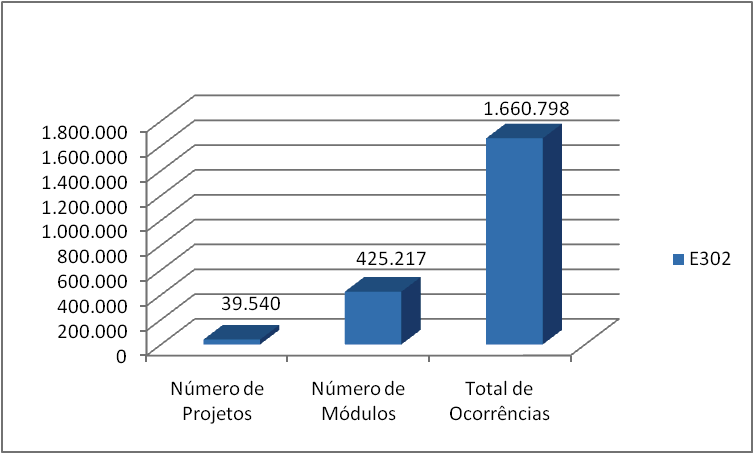 1.800.000
1.600.000
1.400.000
1.200.000
1.000.000
800.000
600.000
400.000
200.000
0
39.540
425.217
1.660.798
Número de
Projetos
Número de
Módulos
Total de
Ocorrências
E302